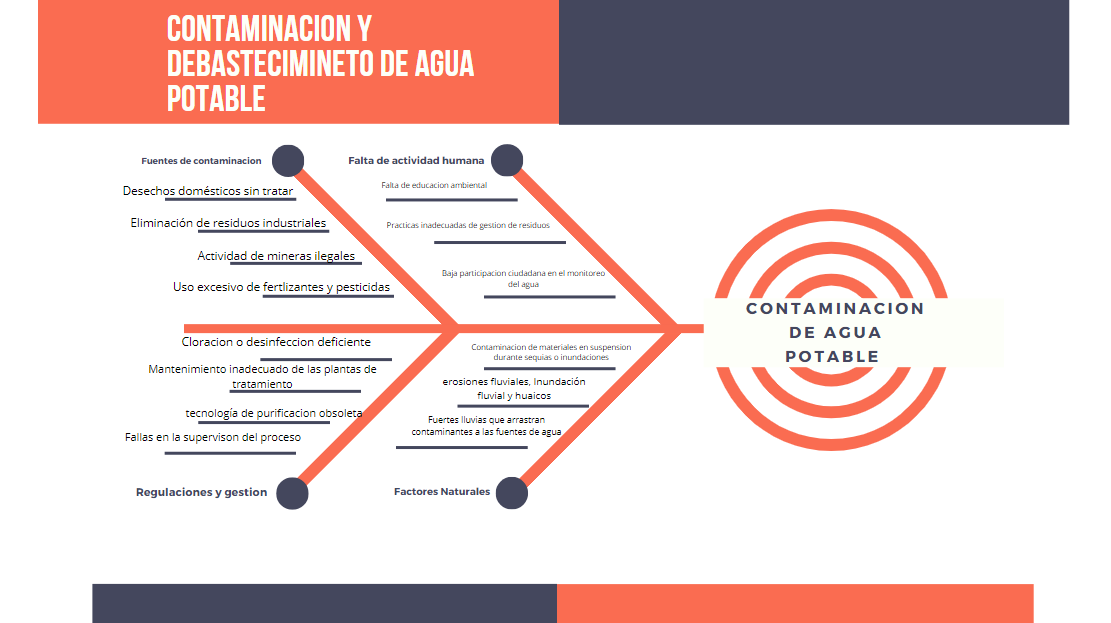 CONTAMINACION Y
DEBASTECIMINETO DE AGUA
POTABLE
Fuentes de contaminacion
Desechos domésticos sin tratar
Eliminación de residuos industriales
Actividad de mineras ilegales
Uso excesivo de fertlizantes y pesticidas
Falta de actividad humana
Falta de educacion ambiental
Practicas inadecuadas de gestion de residuos
Baja participacion ciudadana en el monitoreo
del agua
CONTAMINACION
DE AGUA
POTABLE
Cloracion o desinfeccion deficiente
Mantenimiento inadecuado de las plantas de
tratamiento
tecnología de purificacion obsoleta
Fallas en la supervison del proceso
Regulaciones y gestion
Contaminacion de materiales en suspension
durante sequias o inundaciones
erosiones fluviales, Inundación
fluvial y huaicos
Fuertes lluvias que arrastran
contaminantes a las fuentes de agua
Factores Naturales